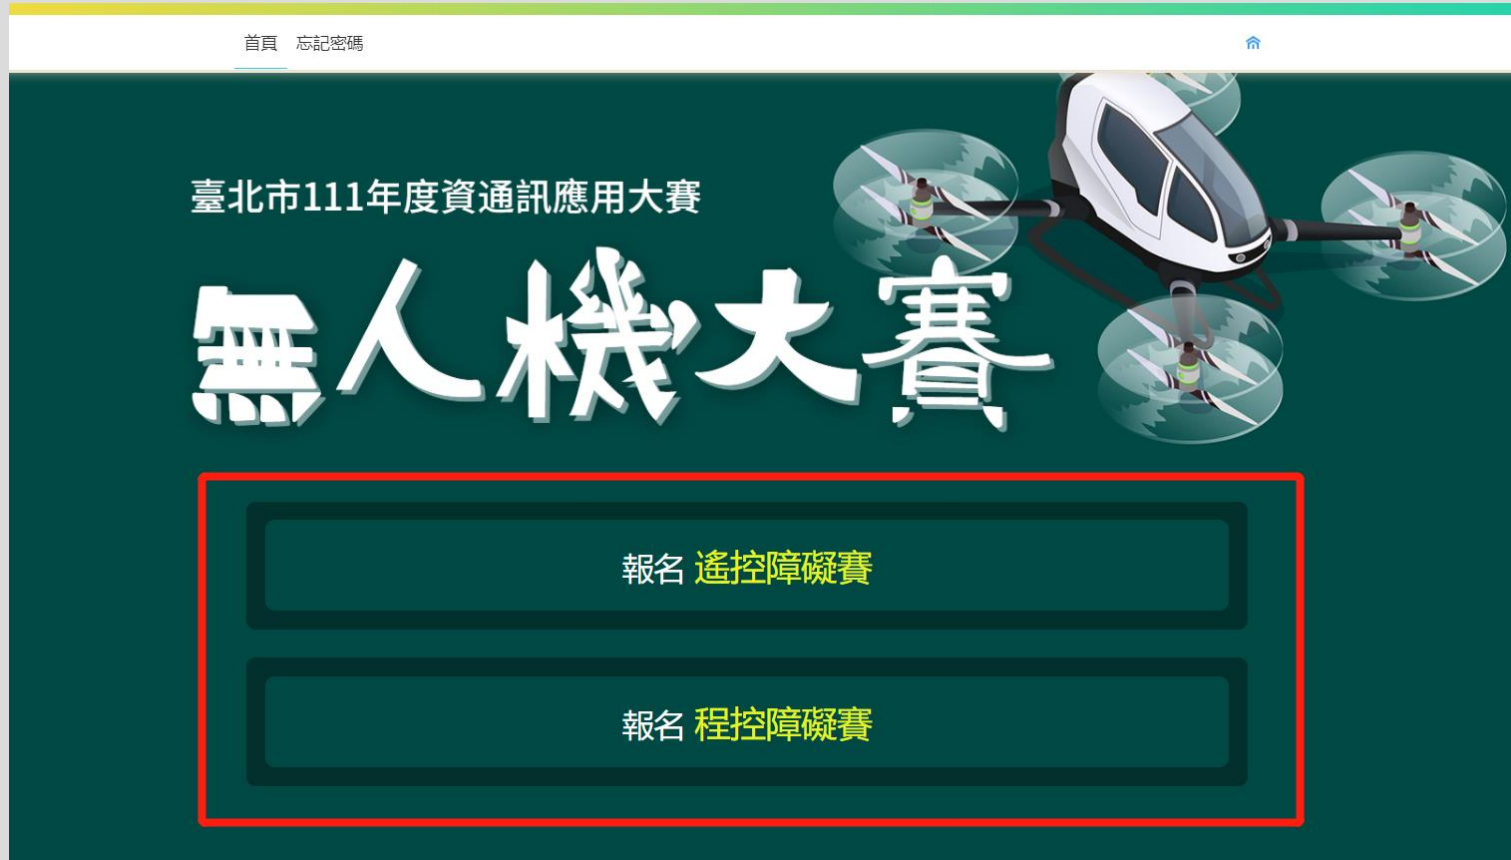 首頁 忘記密碼
臺北市111年度資通訊應用大賽
無人機大賽
報名 遙控障礙賽
報名 程控障礙賽